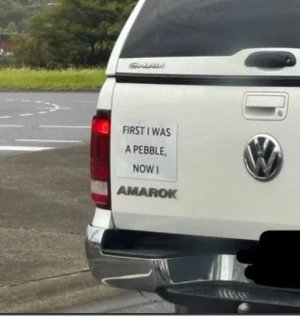 FIRST I WAS
A PEBBLE,
NOW I
AMAROK